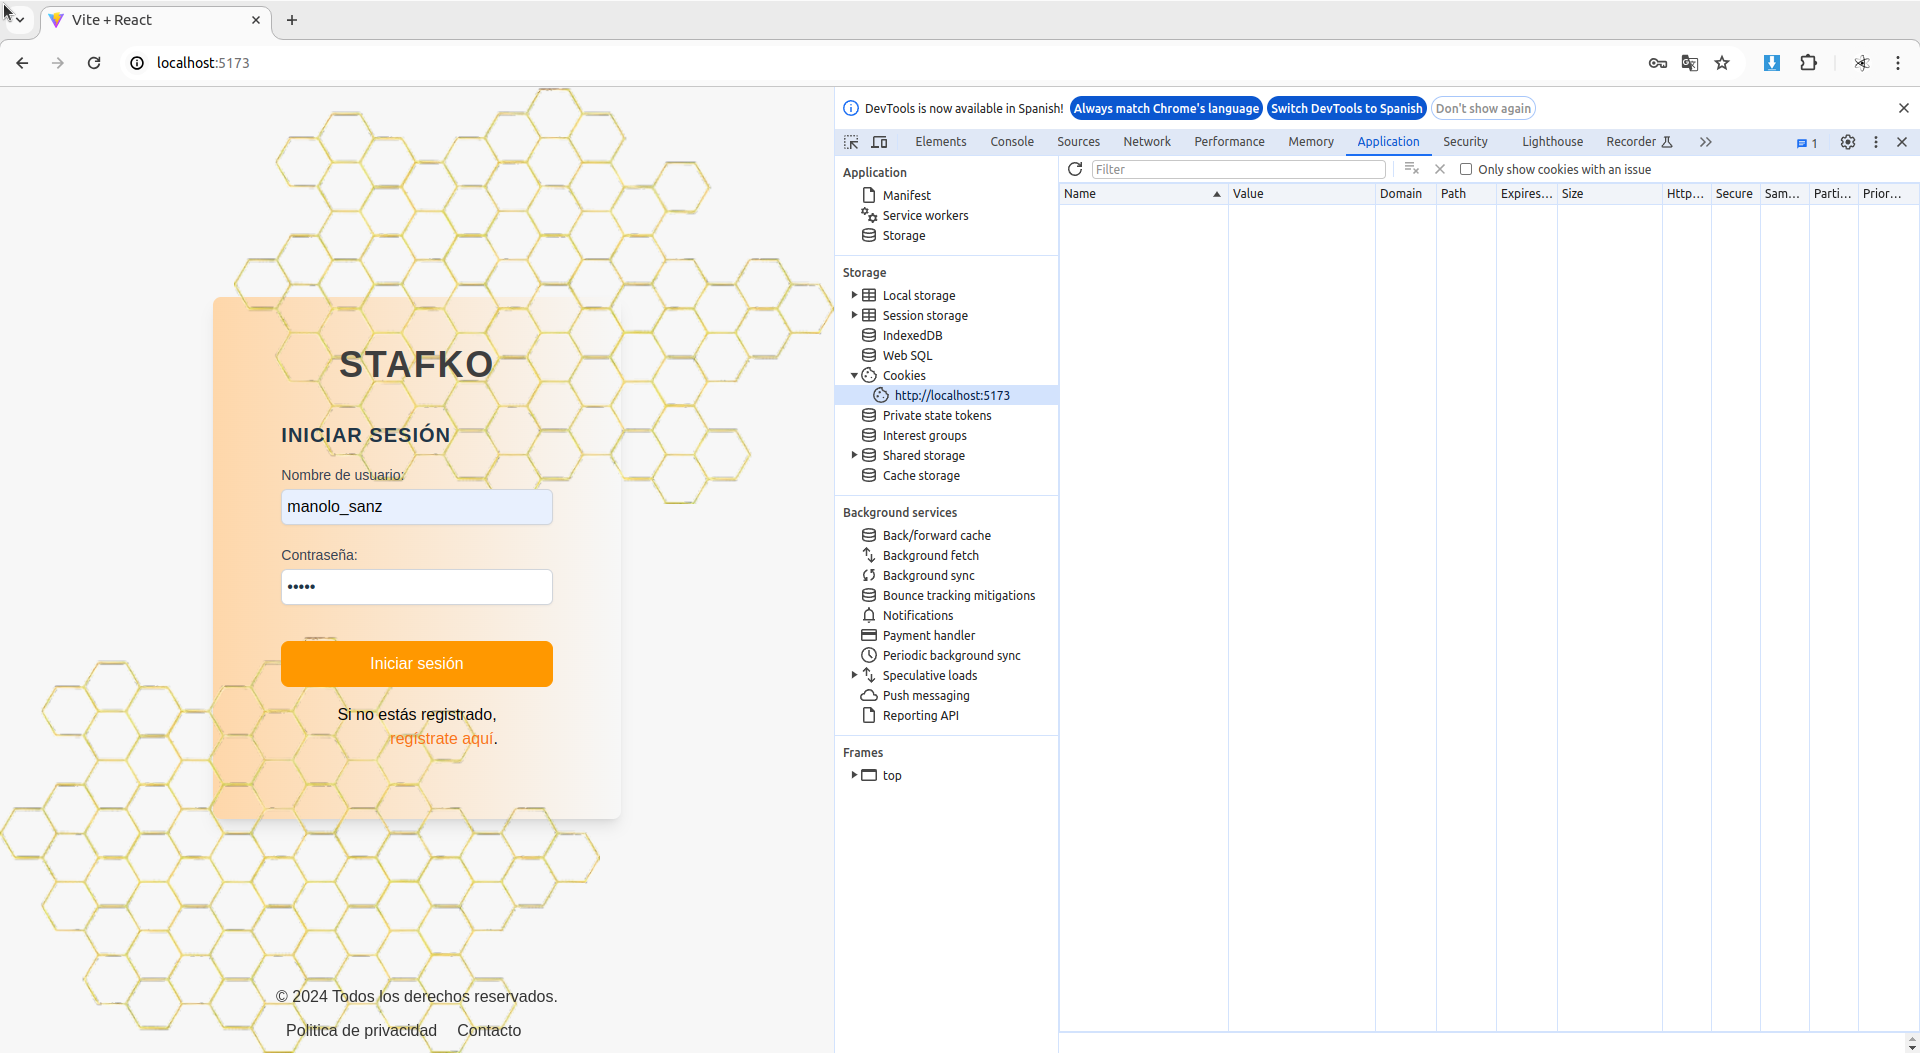 Vite + React
localhost:5173
STAFKO
INICIAR SESIÓN
Nombre de usuario:
manolo_sanz
Contraseña:
•••••
Iniciar sesión
Si no estás registrado,
regístrate aquí.
© 2024 Todos los derechos reservados.
Politica de privacidad Contacto
DevTools is now available in Spanish! Always match Chrome's language Switch DevTools to Spanish Don't show again
Elements Console Sources Network Performance Memory Application Security Lighthouse Recorder 1
Application
Manifest
Service workers
Storage
Storage
Local storage
Session storage
IndexedDB
Web SQL
Cookies
http://localhost:5173
Private state tokens
Interest groups
Shared storage
Cache storage
Background services
Back/forward cache
Background fetch
Background sync
Bounce tracking mitigations
Notifications
Payment handler
Periodic background sync
Speculative loads
Push messaging
Reporting API
Frames
top
Filter Only show cookies with an issue
Name Value Domain Path Expires... Size Http... Secure Sam... Parti... Prior...